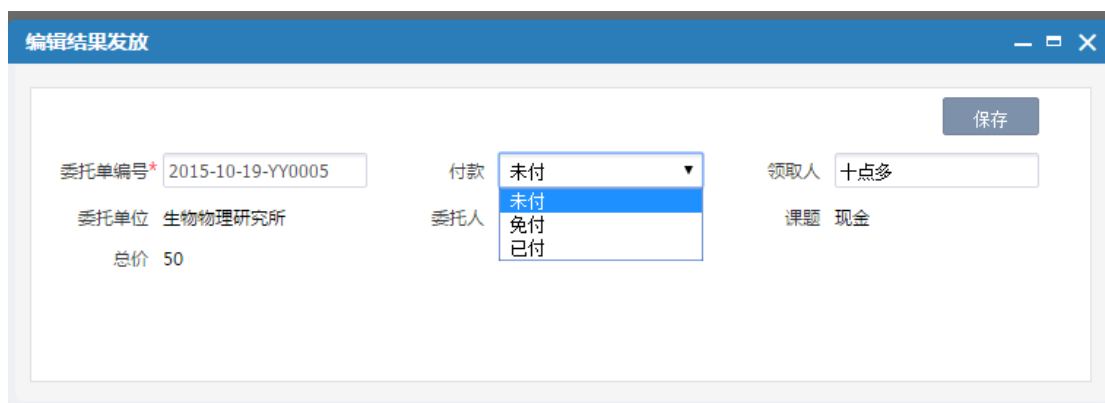 编辑结果发放
保存
委托单编号* 2015-10-19-YY0005 付款 未付 领取人 十点多
未付
委托单位 生物物理研究所 委托人 免付 课题 现金
已付
总价 50